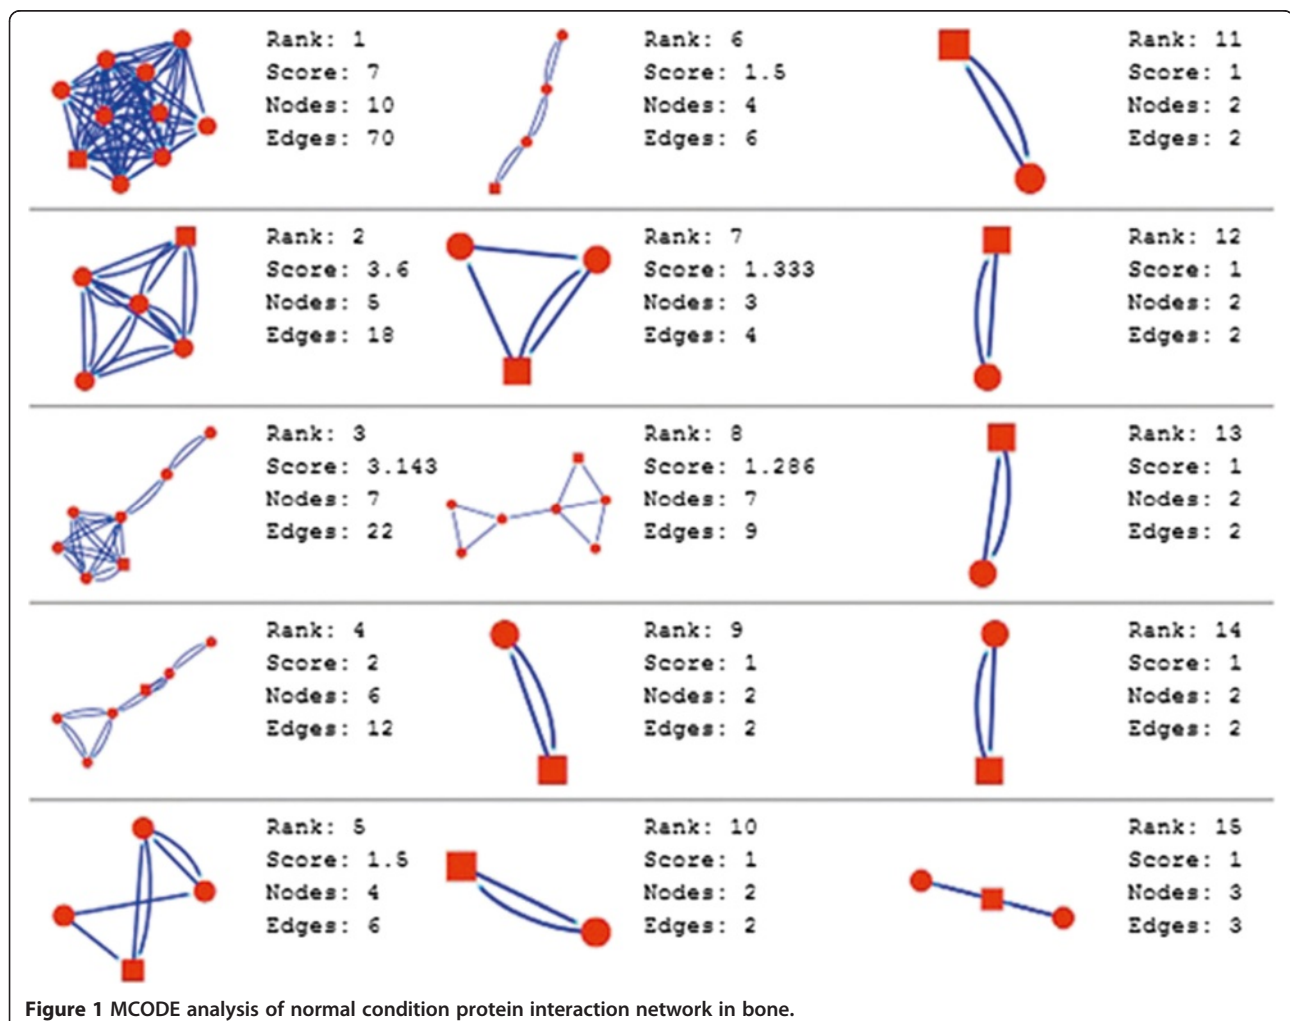 Rank: 1
Score: 7
Nodes: 10
Edges: 70
Rank: 6
Score: 1.5
Nodes: 4
Edges: 6
Rank: 11
Score: 1
Nodes: 2
Edges: 2
Rank: 2
Score: 3.6
Nodes: 5
Edges: 18
Rank: 7
Score: 1.333
Nodes: 3
Edges: 4
Rank: 12
Score: 1
Nodes: 2
Edges: 2
Rank: 3
Score: 3.143
Nodes: 7
Edges: 22
Rank: 8
Score: 1.286
Nodes: 7
Edges: 9
Rank: 13
Score: 1
Nodes: 2
Edges: 2
Rank: 4
Score: 2
Nodes: 6
Edges: 12
Rank: 9
Score: 1
Nodes: 2
Edges: 2
Rank: 14
Score: 1
Nodes: 2
Edges: 2
Rank: 5
Score: 1.5
Nodes: 4
Edges: 6
Rank: 10
Score: 1
Nodes: 2
Edges: 2
Rank: 15
Score: 1
Nodes: 3
Edges: 3
Figure 1 MCODE analysis of normal condition protein interaction network in bone.